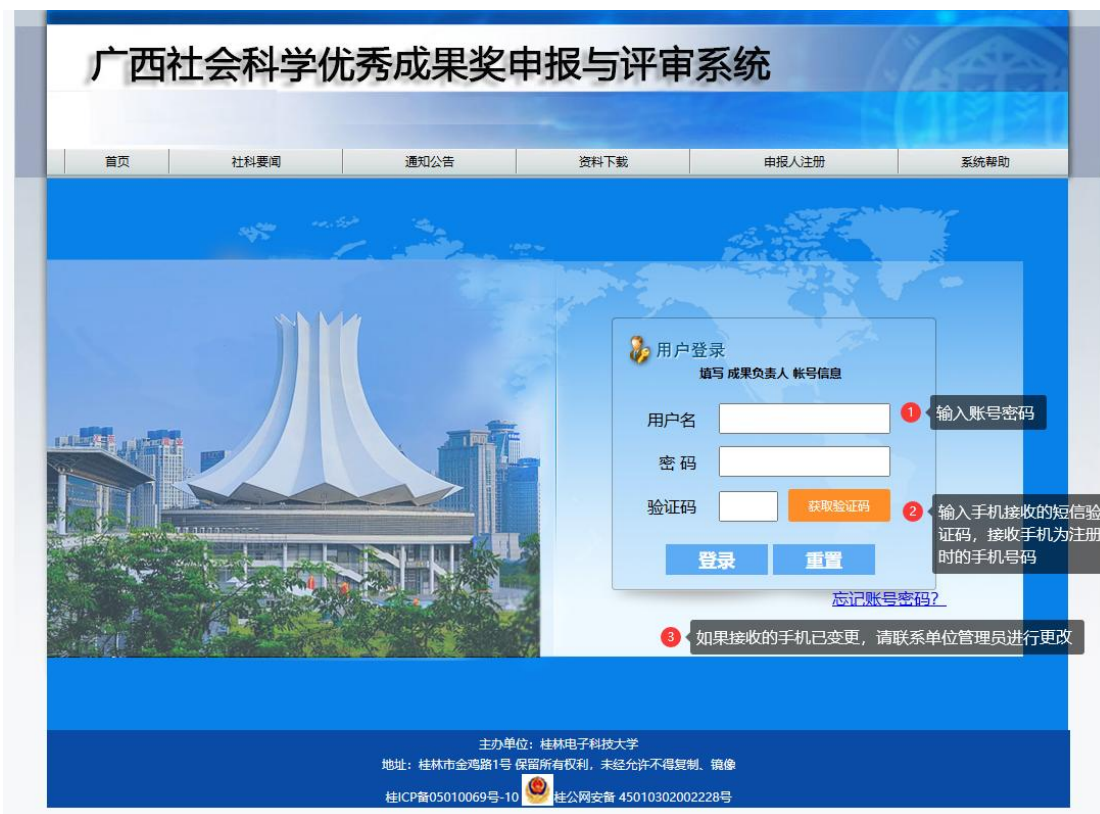 广西社会科学优秀成果奖申报与评审系统
首页 社科要闻 通知公告 资料下载 申报人注册 系统帮助
用户登录
填写 成果负责人 帐号信息
用户名
1 输入账号密码
密 码
验证码 获取验证码
2 输入手机接收的短信验
证码，接收手机为注册
时的手机号码
登录 重置
忘记账号密码？
3 如果接收的手机已变更，请联系单位管理员进行更改
主办单位：桂林电子科技大学
地址：桂林市金鸡路1号 保留所有权利，未经允许不得复制、镜像
桂ICP备05010069号-10 桂公网安备 45010302002228号